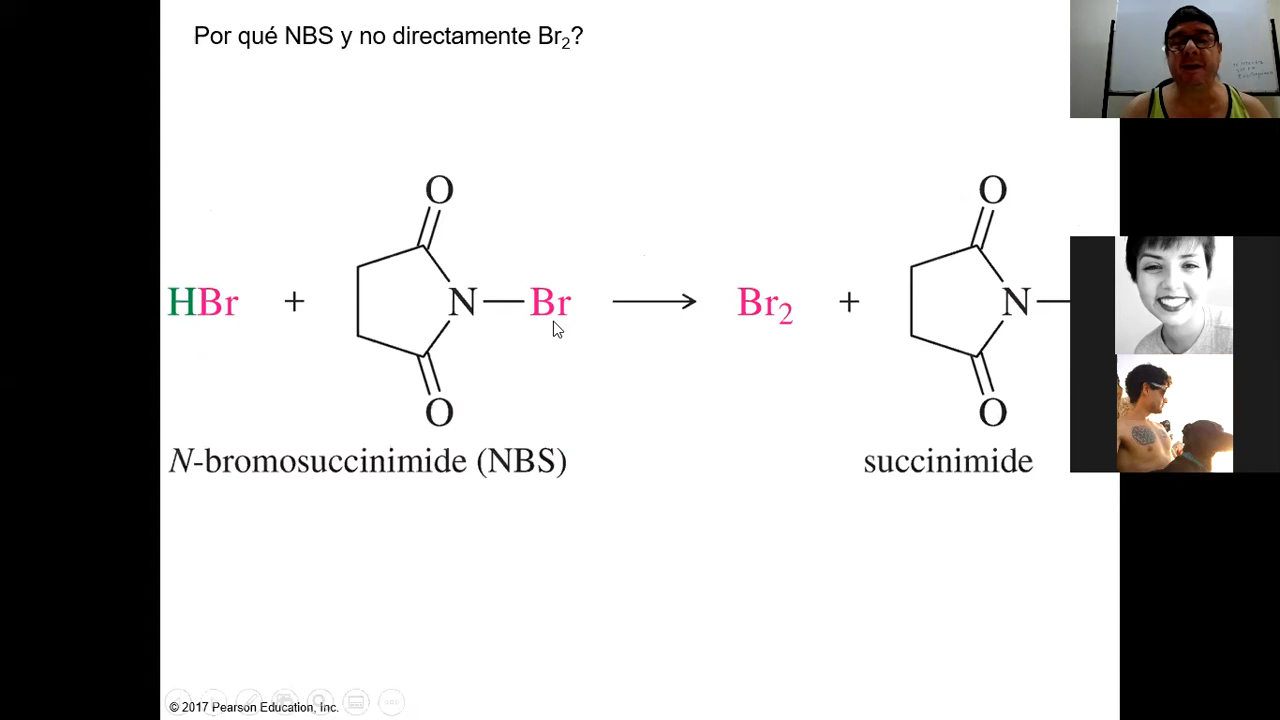 Por qué NBS y no directamente Br₂?
O O
HBr + N—Br → Br₂ + N—
O O
N-bromosuccinimide (NBS) succinimide
© 2017 Pearson Education, Inc.